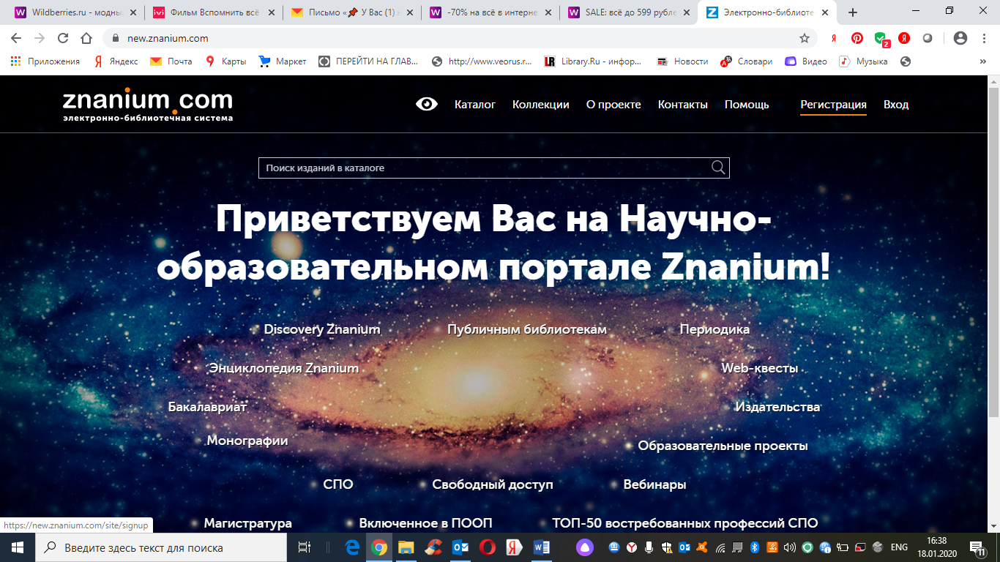 Wildberries.ru - модный
Фильм Вспомнить всё
Письмо «📌 У Вас (1)
-70% на всё в интерне
SALE: всё до 599 рубле
Электронно-библиоте
new.znanium.com
2
Приложения
Яндекс
Почта
Карты
Маркет
ПЕРЕЙТИ НА ГЛАВ...
http://www.veorus.r...
Library.Ru - инфор...
Новости
Словари
Видео
Музыка
znanium.com
электронно-библиотечная система
Каталог
Коллекции
О проекте
Контакты
Помощь
Регистрация
Вход
Поиск изданий в каталоге
Приветствуем Вас на Научно-
образовательном портале Znanium!
Discovery Znanium
Публичным библиотекам
Периодика
Энциклопедия Znanium
Web-квесты
Бакалавриат
Издательства
Монографии
Образовательные проекты
СПО
Свободный доступ
Вебинары
https://new.znanium.com/site/signup
Магистратура
Включенное в ПООП
ТОП-50 востребованных профессий СПО
Введите здесь текст для поиска
ENG
16:38
18.01.2020
11